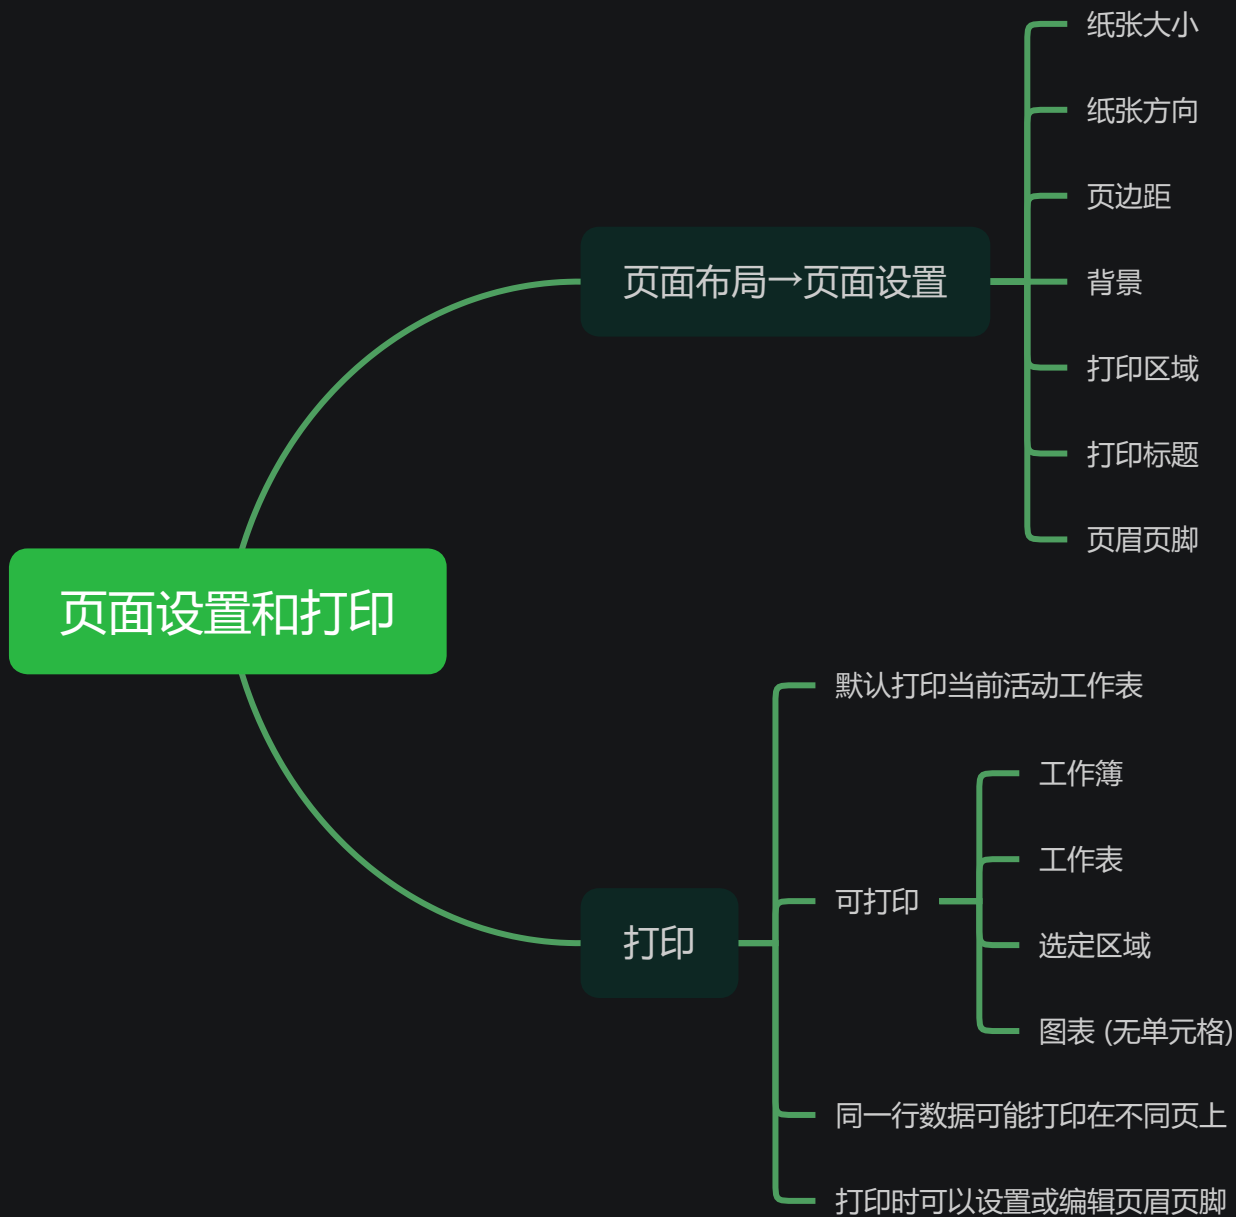 页面设置和打印
页面布局→页面设置
纸张大小
纸张方向
页边距
背景
打印区域
打印标题
页眉页脚
打印
默认打印当前活动工作表
可打印
工作簿
工作表
选定区域
图表 (无单元格)
同一行数据可能打印在不同页上
打印时可以设置或编辑页眉页脚